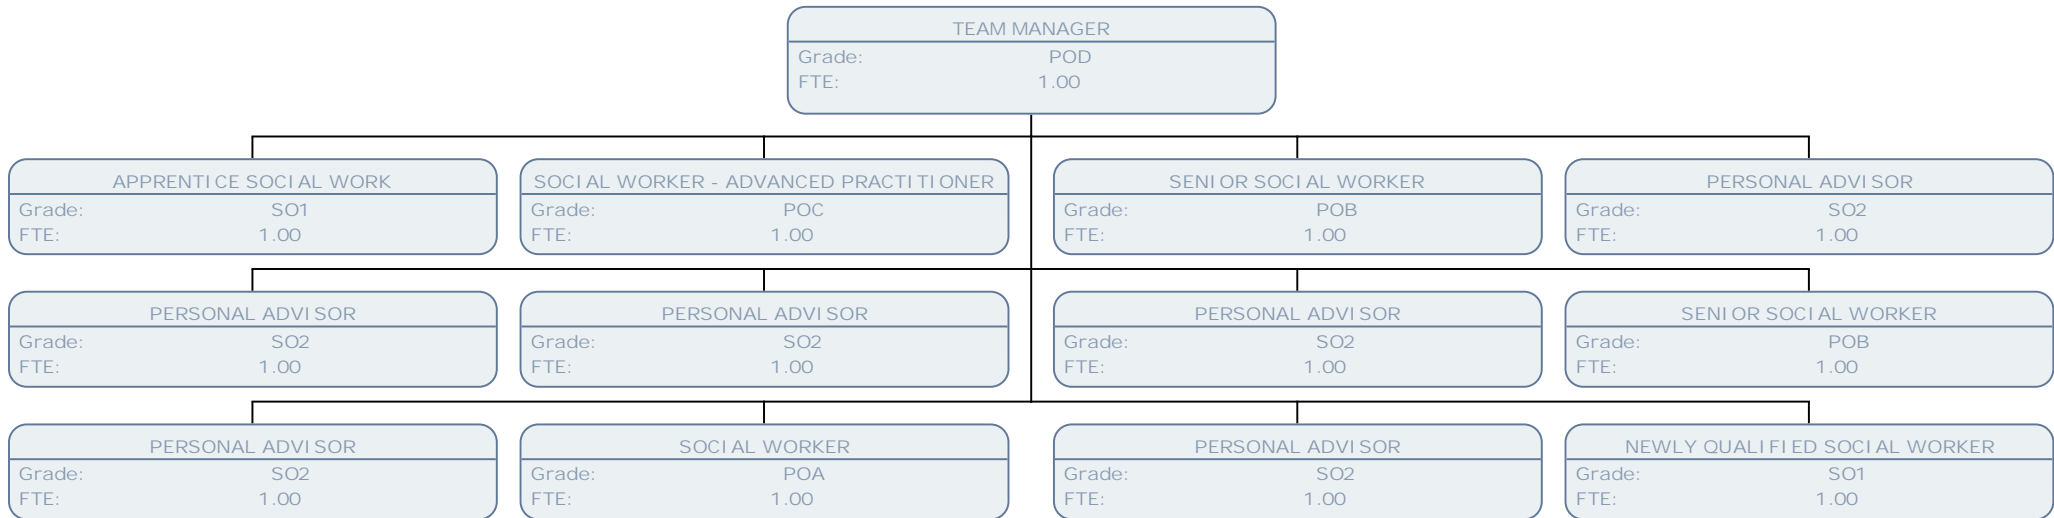 TEAM MANAGER
Grade: POD
FTE: 1.00
APPRENTICE SOCIAL WORK
Grade: SO1
FTE: 1.00
SOCIAL WORKER - ADVANCED PRACTITIONER
Grade: POC
FTE: 1.00
SENIOR SOCIAL WORKER
Grade: POB
FTE: 1.00
PERSONAL ADVISOR
Grade: SO2
FTE: 1.00
PERSONAL ADVISOR
Grade: SO2
FTE: 1.00
PERSONAL ADVISOR
Grade: SO2
FTE: 1.00
PERSONAL ADVISOR
Grade: SO2
FTE: 1.00
SENIOR SOCIAL WORKER
Grade: POB
FTE: 1.00
PERSONAL ADVISOR
Grade: SO2
FTE: 1.00
SOCIAL WORKER
Grade: POA
FTE: 1.00
PERSONAL ADVISOR
Grade: SO2
FTE: 1.00
NEWLY QUALIFIED SOCIAL WORKER
Grade: SO1
FTE: 1.00